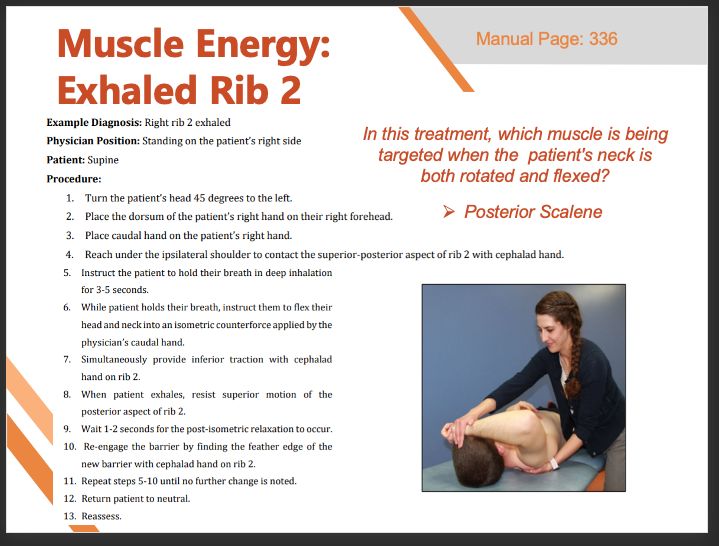 Muscle Energy:
Exhaled Rib 2
Manual Page: 336
Example Diagnosis: Right rib 2 exhaled
Physician Position: Standing on the patient's right side
Patient: Supine
Procedure:
1. Turn the patient's head 45 degrees to the left.
2. Place the dorsum of the patient's right hand on their right forehead.
3. Place caudal hand on the patient's right hand.
4. Reach under the ipsilateral shoulder to contact the superior-posterior aspect of rib 2 with cephalad hand.
5. Instruct the patient to hold their breath in deep inhalation
for 3-5 seconds.
6. While patient holds their breath, instruct them to flex their
head and neck into an isometric counterforce applied by the
physician's caudal hand.
7. Simultaneously provide inferior traction with cephalad
hand on rib 2.
8. When patient exhales, resist superior motion of the
posterior aspect of rib 2.
9. Wait 1-2 seconds for the post-isometric relaxation to occur.
10. Re-engage the barrier by finding the feather edge of the
new barrier with cephalad hand on rib 2.
11. Repeat steps 5-10 until no further change is noted.
12. Return patient to neutral.
13. Reassess.
In this treatment, which muscle is being
targeted when the patient's neck is
both rotated and flexed?
➢ Posterior Scalene